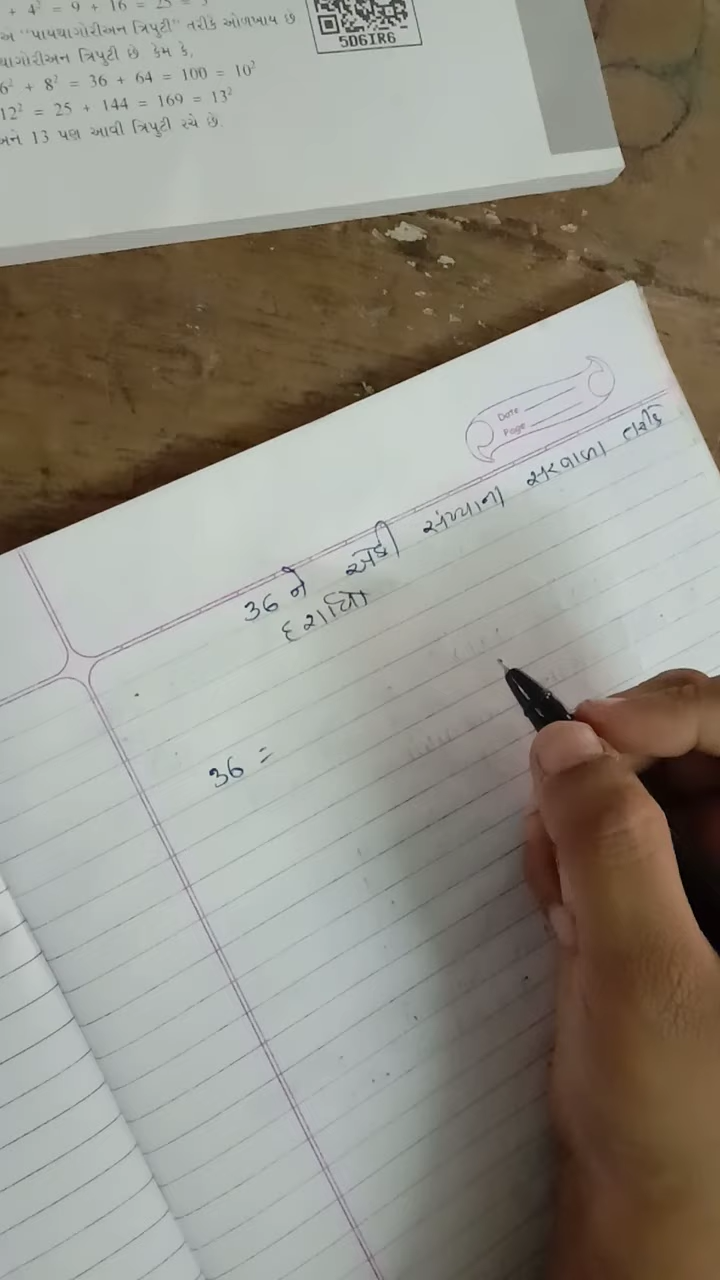 + 4² = 9 + 16 = 25 =
"પાયથાગોરીઅન ત્રિપુટી" તરીકે ઓળખાય છે
યાગોરીઅન ત્રિપુટી છે કેમ કે,
6² + 8² = 36 + 64 = 100 = 10²
12² = 25 + 144 = 169 = 13²
અને 13 પણ આવી ત્રિપુટી રચે છે.
5D6IR6
Date
Page
36 ને એકી સંખ્યાના સરવાળા તરીકે
દર્શાવો
36 =